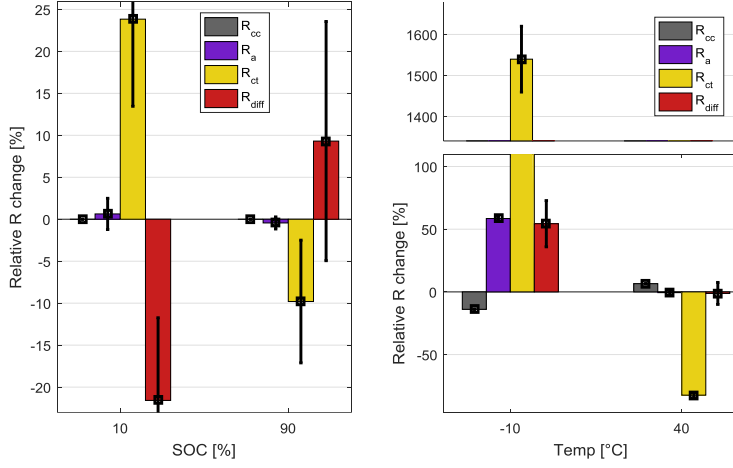 25
20
15
10
5
0
-5
-10
-15
-20
Relative R change [%]
10
90
SOC [%]
R_cc
R_a
R_ct
R_diff
1600
1500
1400
R_cc
R_a
R_ct
R_diff
100
50
0
-50
Relative R change [%]
-10
40
Temp [°C]